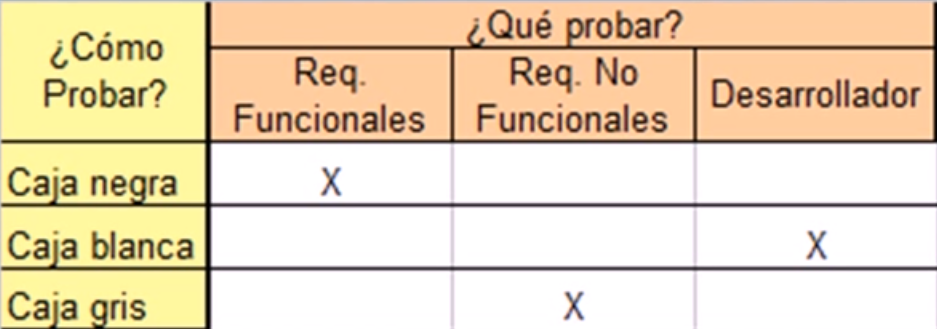 ¿Cómo
Probar?
¿Qué probar?
Req.
Funcionales
Req. No
Funcionales
Desarrollador
Caja negra
X
Caja blanca
X
Caja gris
X